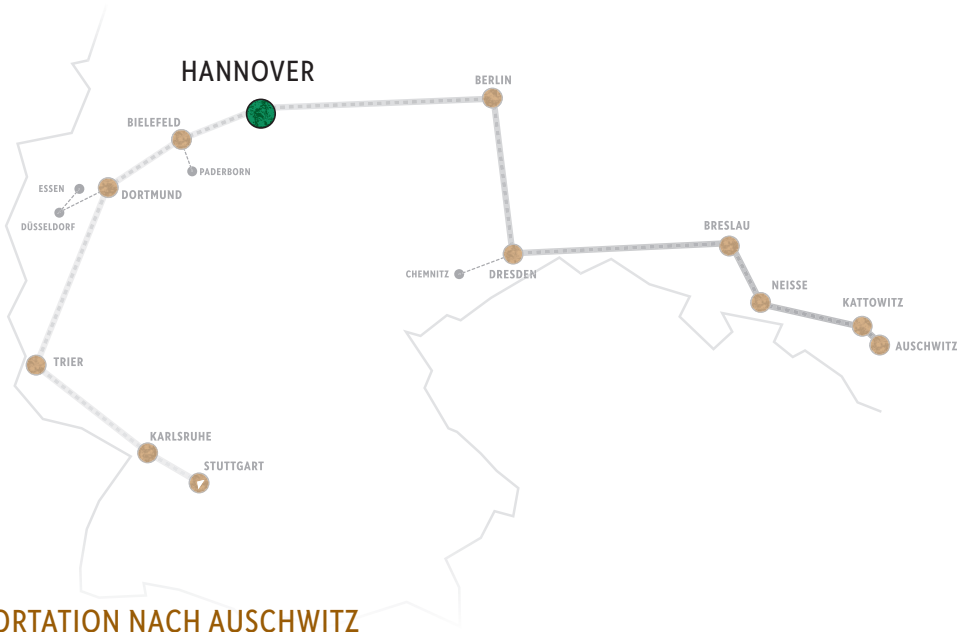 HANNOVER
BERLIN
BIELEFELD
PADERBORN
ESSEN
DORTMUND
DÜSSELDORF
BRESLAU
CHEMNITZ
DRESDEN
NEISSE
KATTOWITZ
AUSCHWITZ
TRIER
KARLSRUHE
STUTTGART
ORTATION NACH AUSCHWITZ